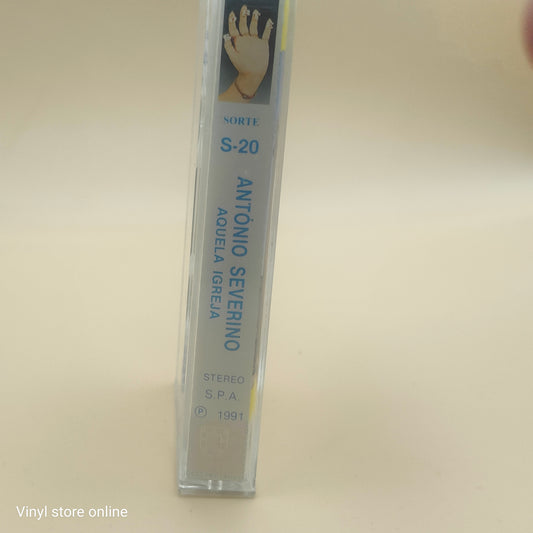 SORTE
S-20
ANTÓNIO SEVERINO
AQUELA IGREJA
STEREO
S.P.A.
Ⓟ 1991
Vinyl store online